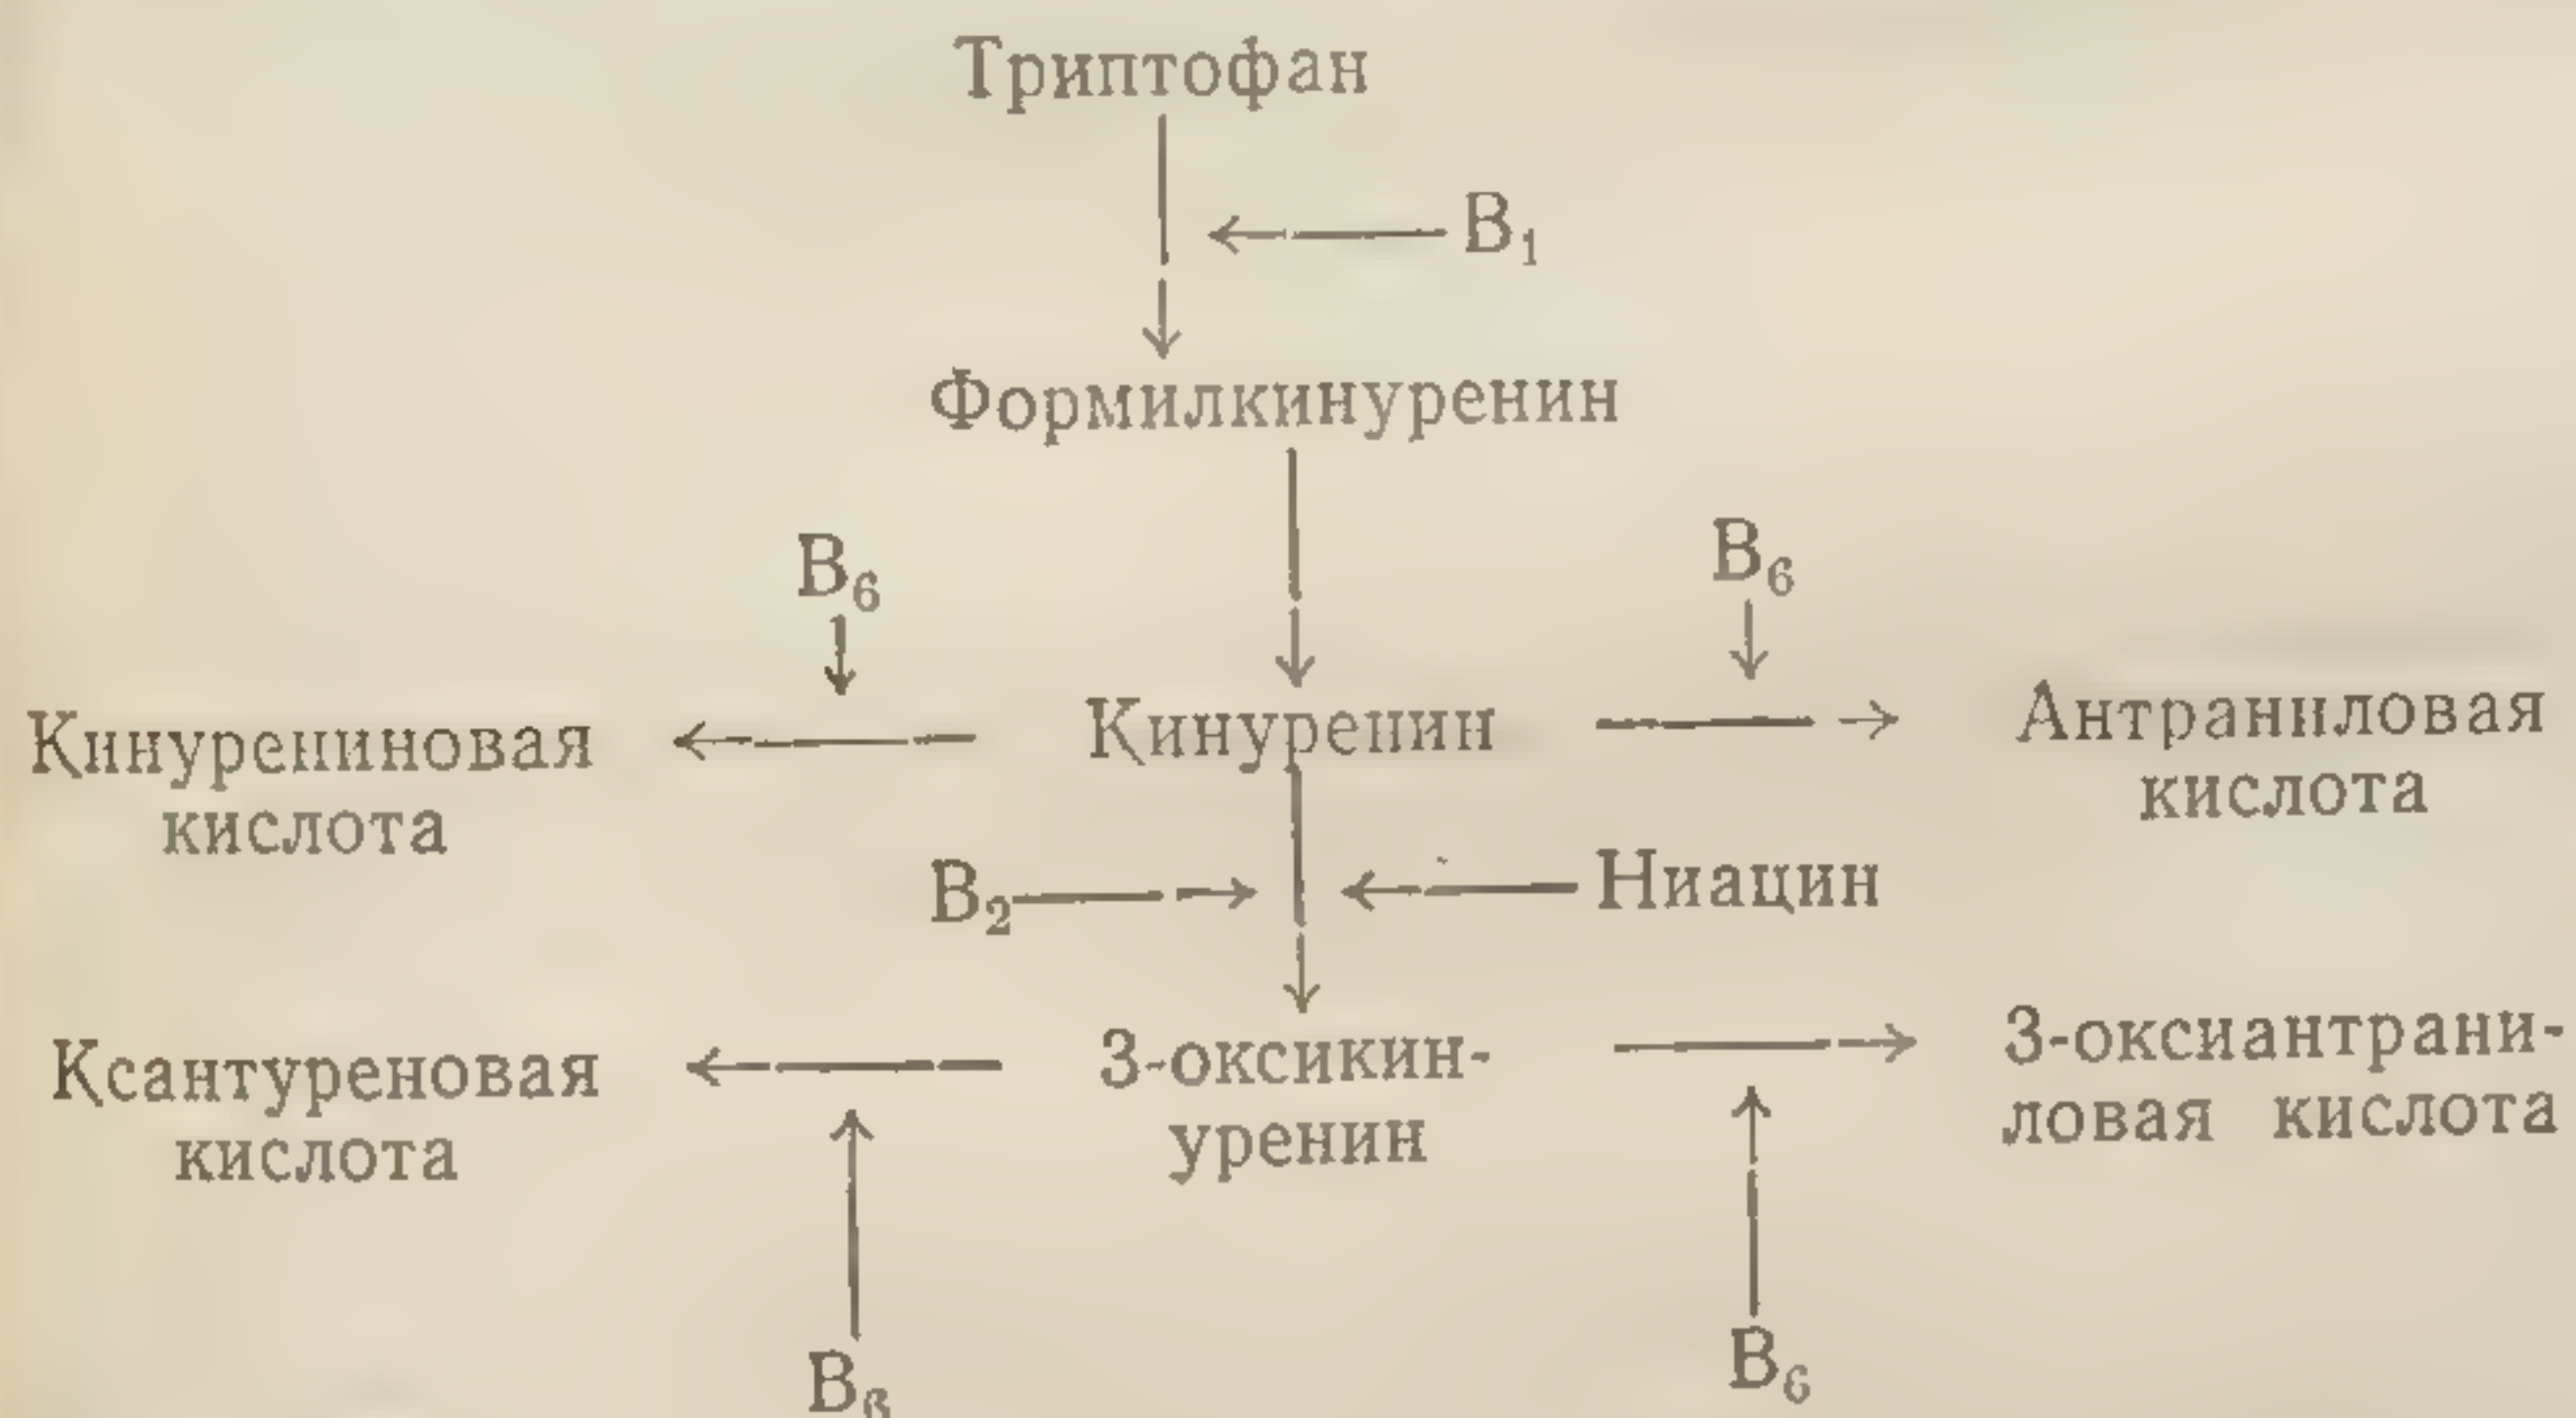 Триптофан
B₁
Формилкинуренин
B₆
B₆
Кинурениновая
кислота
Кинуренин
Антраниловая
кислота
B₂
Ниацин
Ксантуреновая
кислота
3-оксикин-
уренин
3-оксиантрани-
ловая кислота
B₆
B₆